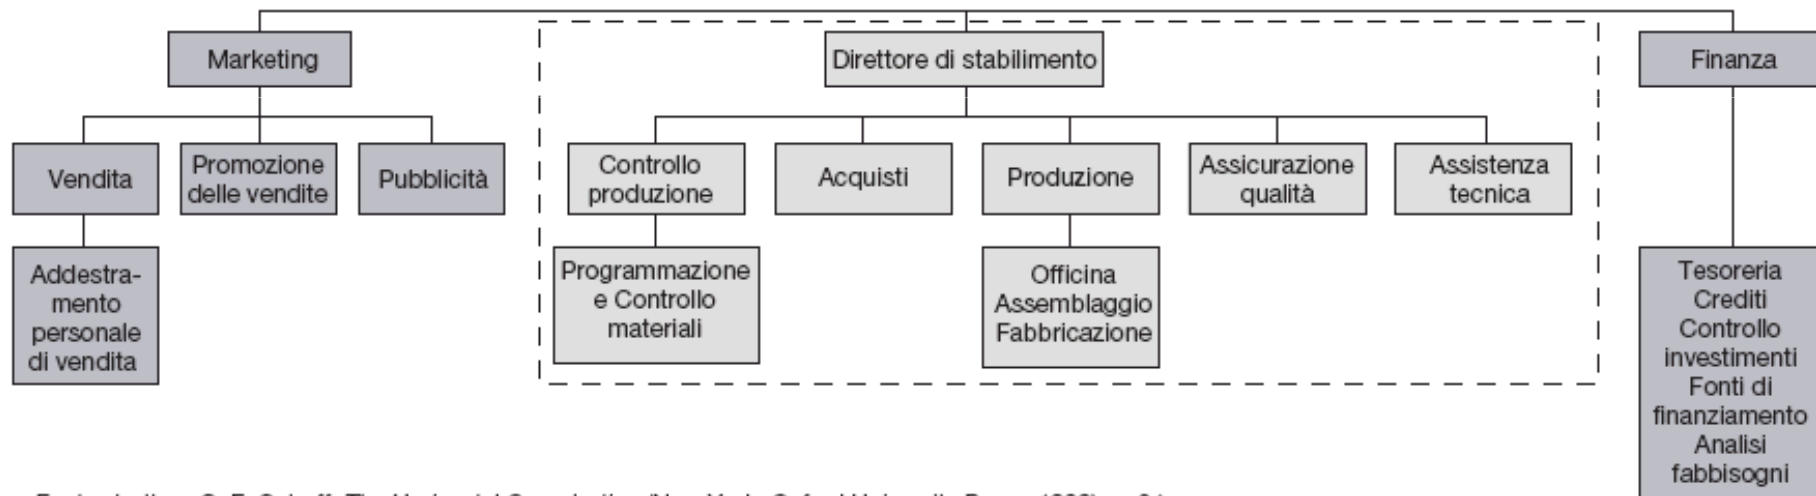 Marketing
Direttore di stabilimento
Finanza
Vendita
Promozione
delle vendite
Pubblicità
Controllo
produzione
Acquisti
Produzione
Assicurazione
qualità
Assistenza
tecnica
Addestra-
mento
personale
di vendita
Programmazione
e Controllo
materiali
Officina
Assemblaggio
Fabbricazione
Tesoreria
Crediti
Controllo
investimenti
Fonti di
finanziamento
Analisi
fabbisogni